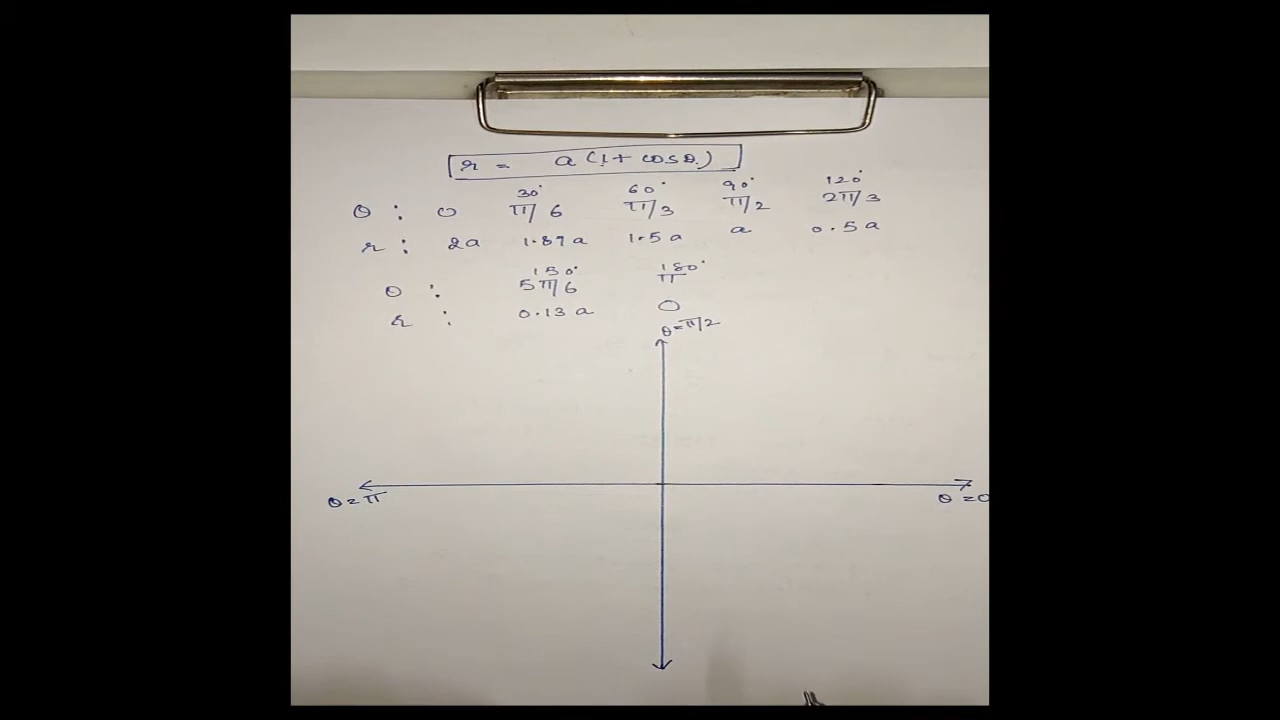 r = a(1+ cosθ.)
30° 60° 90° 120°
θ : 0 π/6 π/3 π/2 2π/3
r : 2a 1.87a 1.5a a 0.5a
150° 180°
θ : 5π/6 π
r : 0.13a 0
θ=π/2
θ=π θ=0